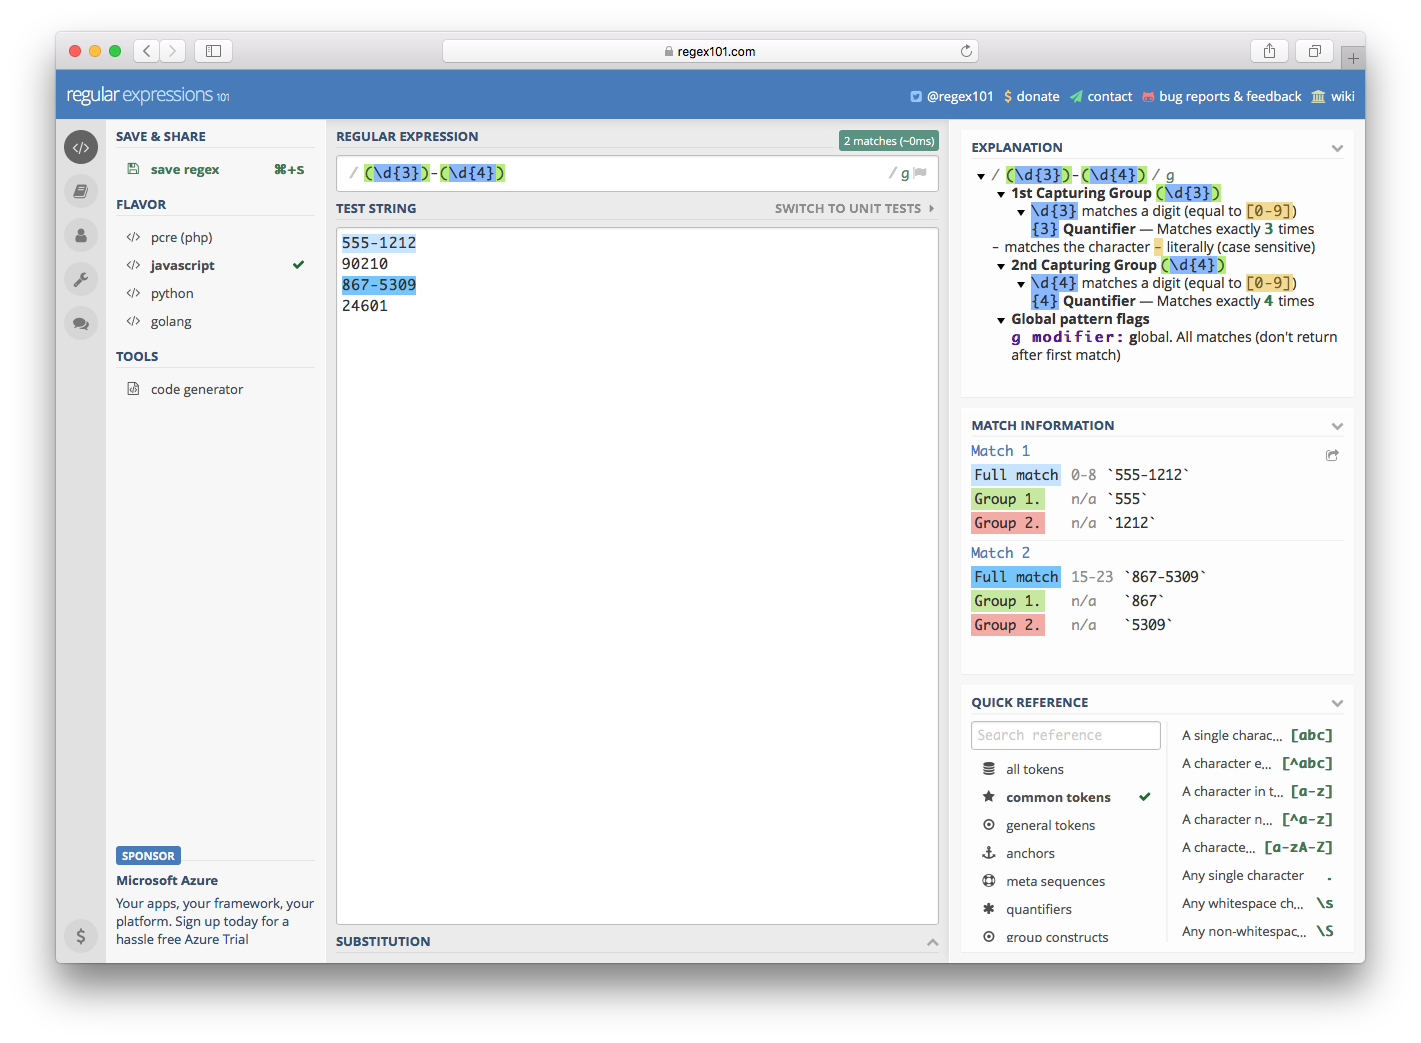 regex101.com
regular expressions 101
@regex101 $ donate contact bug reports & feedback wiki
SAVE & SHARE
save regex ⌘+S
FLAVOR
</> pcre (php)
</> javascript
</> python
</> golang
TOOLS
code generator
SPONSOR
Microsoft Azure
Your apps, your framework, your
platform. Sign up today for a
hassle free Azure Trial
$
REGULAR EXPRESSION
2 matches (~0ms)
/ (\d{3})-(\d{4}) / g
TEST STRING
SWITCH TO UNIT TESTS
555-1212
90210
867-5309
24601
SUBSTITUTION
EXPLANATION
/ (\d{3})-(\d{4}) / g
1st Capturing Group (\d{3})
\d{3} matches a digit (equal to [0-9])
{3} Quantifier — Matches exactly 3 times
- matches the character - literally (case sensitive)
2nd Capturing Group (\d{4})
\d{4} matches a digit (equal to [0-9])
{4} Quantifier — Matches exactly 4 times
Global pattern flags
g modifier: global. All matches (don't return
after first match)
MATCH INFORMATION
Match 1
Full match 0-8 `555-1212`
Group 1. n/a `555`
Group 2. n/a `1212`
Match 2
Full match 15-23 `867-5309`
Group 1. n/a `867`
Group 2. n/a `5309`
QUICK REFERENCE
Search reference
all tokens
common tokens
general tokens
anchors
meta sequences
quantifiers
group constructs
A single charac... [abc]
A character e... [^abc]
A character in t... [a-z]
A character n... [^a-z]
A characte... [a-zA-Z]
Any single character .
Any whitespace ch... \s
Any non-whitespac... \S